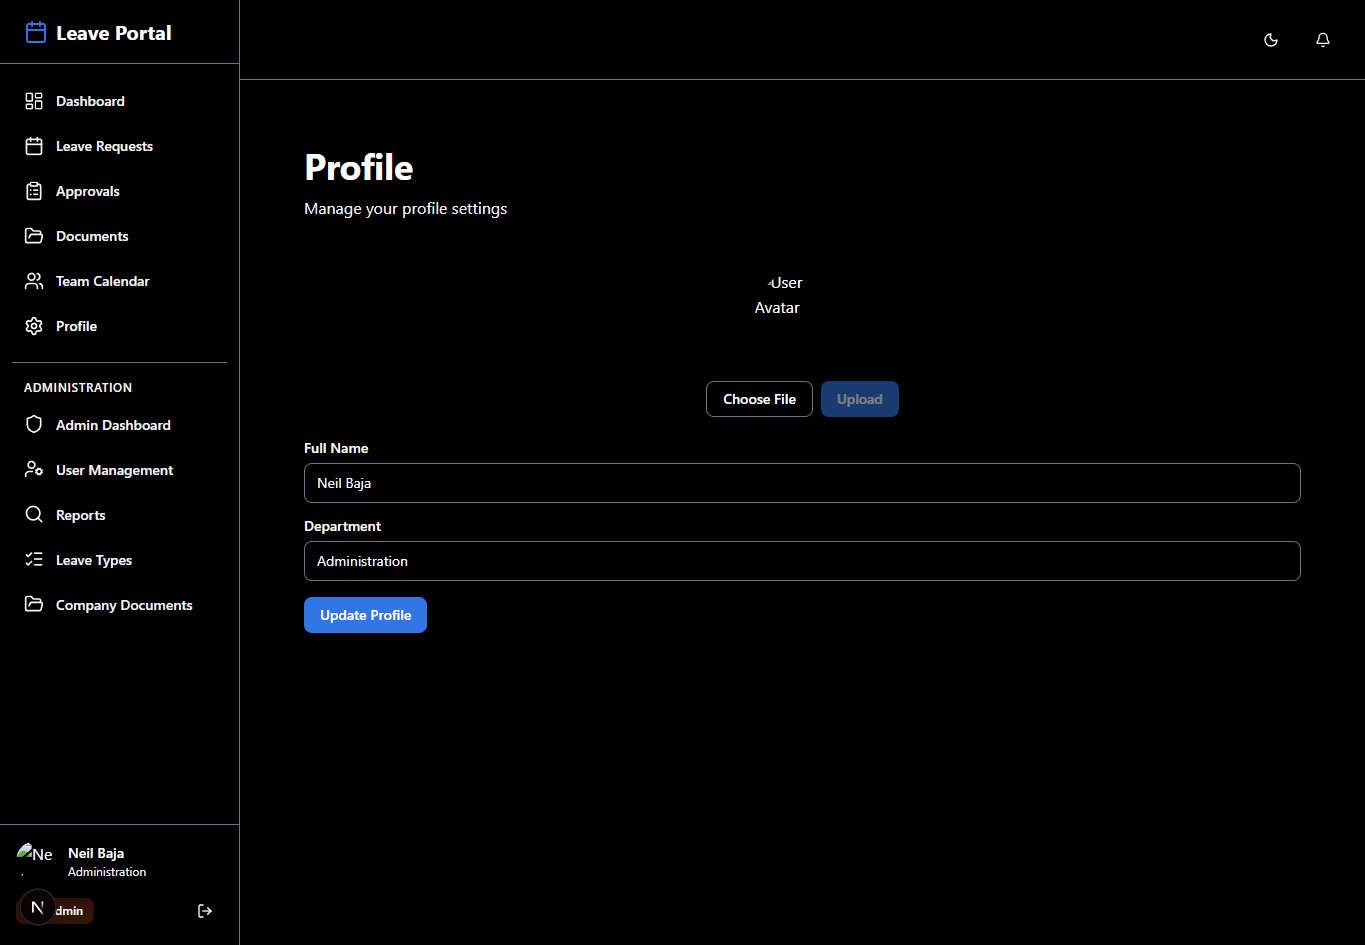 Leave Portal
Dashboard
Leave Requests
Approvals
Documents
Team Calendar
Profile
ADMINISTRATION
Admin Dashboard
User Management
Reports
Leave Types
Company Documents
Ne
Neil Baja
Administration
N
dmin
Profile
Manage your profile settings
User
Avatar
Choose File
Upload
Full Name
Neil Baja
Department
Administration
Update Profile